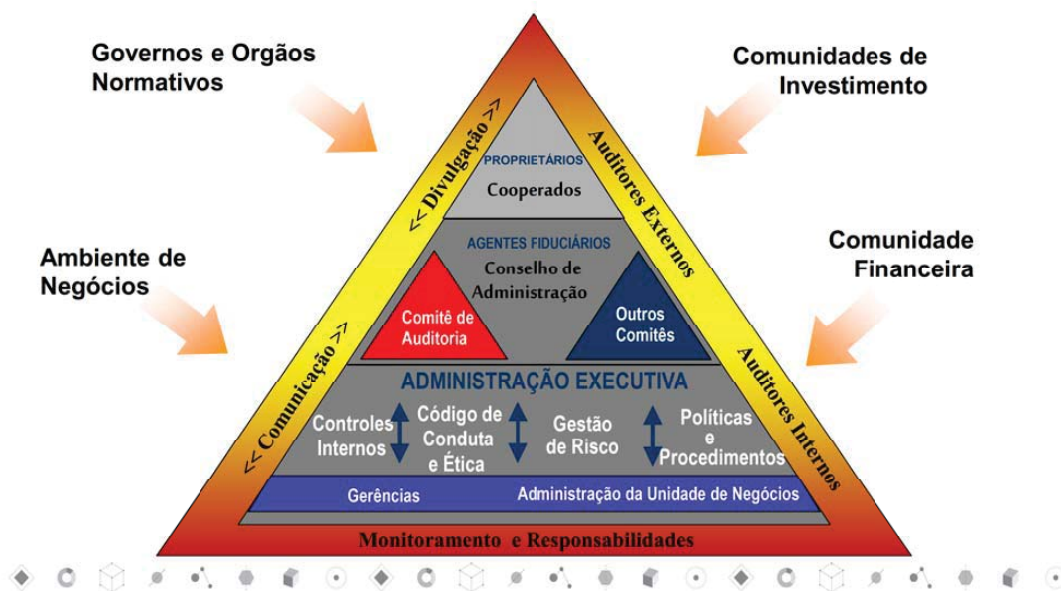 Governos e Orgãos
Normativos
Comunidades de
Investimento
Ambiente de
Negócios
Comunidade
Financeira
<< Divulgação >>
<< Comunicação >>
Auditores Externos
Auditores Internos
PROPRIETÁRIOS
Cooperados
AGENTES FIDUCIÁRIOS
Conselho de
Administração
Comitê de
Auditoria
Outros
Comitês
ADMINISTRAÇÃO EXECUTIVA
Controles
Internos
Código de
Conduta
e Ética
Gestão
de Risco
Políticas
e
Procedimentos
Gerências
Administração da Unidade de Negócios
Monitoramento e Responsabilidades